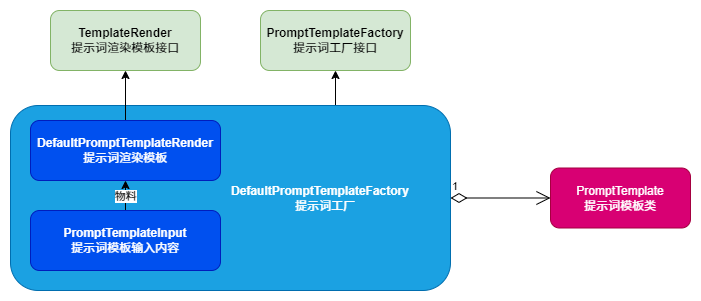 TemplateRender
提示词渲染模板接口
PromptTemplateFactory
提示词工厂接口
DefaultPromptTemplateRender
提示词渲染模板
物料
PromptTemplateInput
提示词模板输入内容
DefaultPromptTemplateFactory
提示词工厂
1
PromptTemplate
提示词模板类